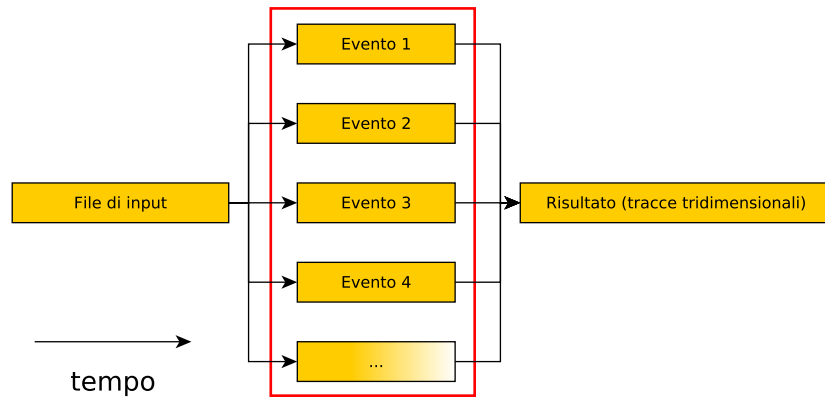 Evento 1
Evento 2
File di input
Evento 3
Risultato (tracce tridimensionali)
Evento 4
...
tempo